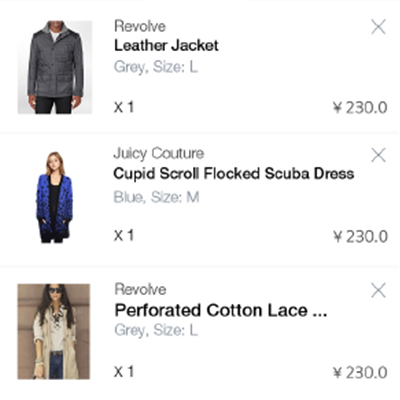 Revolve
Leather Jacket
Grey, Size: L
X 1
¥230.0
Juicy Couture
Cupid Scroll Flocked Scuba Dress
Blue, Size: M
X 1
¥230.0
Revolve
Perforated Cotton Lace ...
Grey, Size: L
X 1
¥230.0